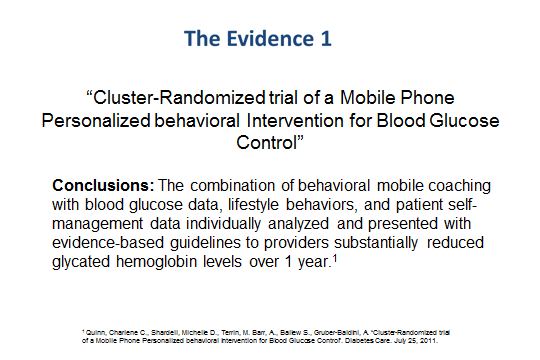 The Evidence 1
“Cluster-Randomized trial of a Mobile Phone
Personalized behavioral Intervention for Blood Glucose
Control”
Conclusions: The combination of behavioral mobile coaching
with blood glucose data, lifestyle behaviors, and patient self-
management data individually analyzed and presented with
evidence-based guidelines to providers substantially reduced
glycated hemoglobin levels over 1 year.1
1 Quinn, Charlene C., Shardell, Michelle D., Terrin, M. Barr, A., Ballew S., Gruber-Baldini, A. “Cluster-Randomized trial
of a Mobile Phone Personalized behavioral Intervention for Blood Glucose Control”. Diabetes Care. July 25, 2011.